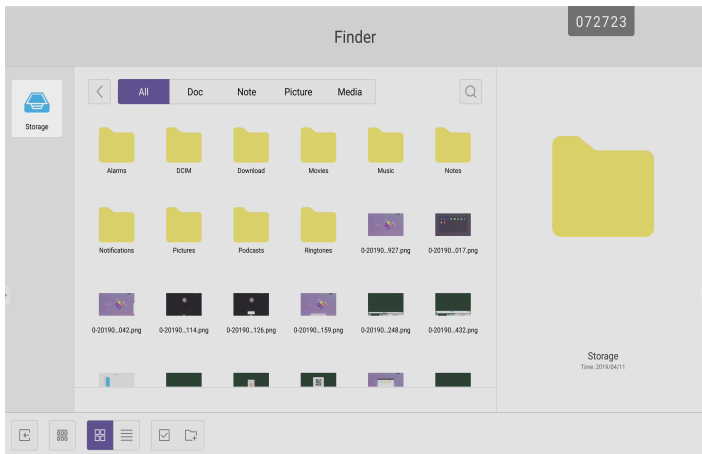 072723
Finder
Storage
All Doc Note Picture Media
Alarms DCIM Download Movies Music Notes
Notifications Pictures Podcasts Ringtones 0-20190...927.png 0-20190...017.png
0-20190...042.png 0-20190...114.png 0-20190...126.png 0-20190...159.png 0-20190...248.png 0-20190...432.png
Storage
Time: 2019/04/11